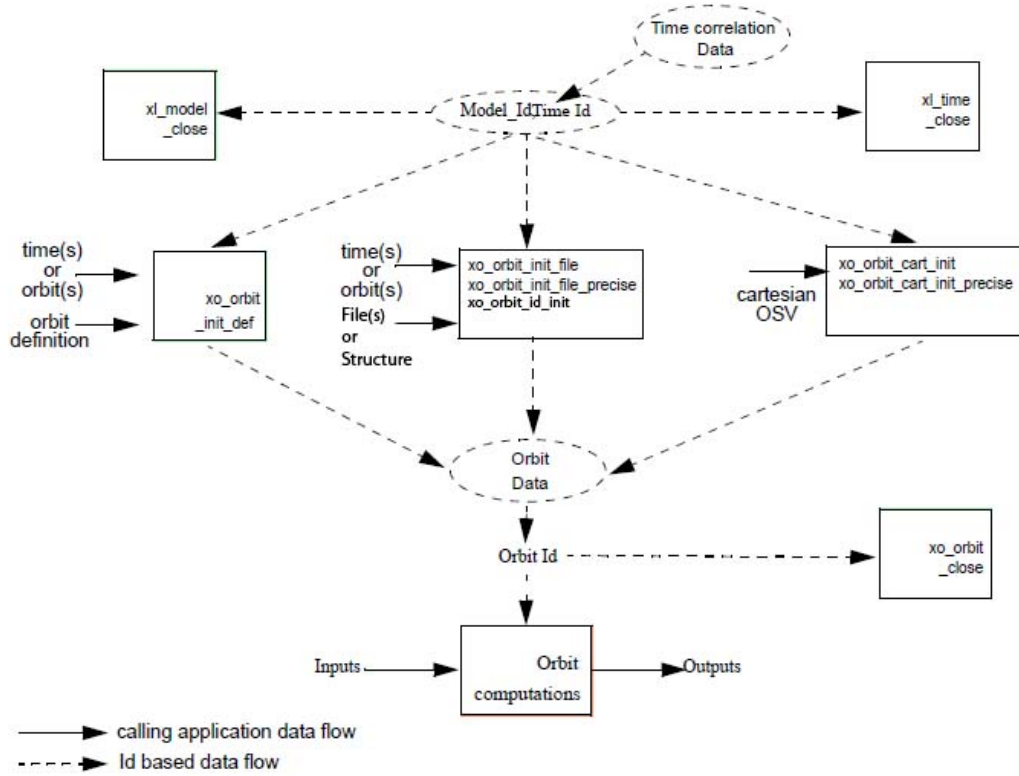 Time correlation
Data
xl_model
_close
Model_Id,Time Id
xl_time
_close
time(s)
or
orbit(s)
orbit
definition
xo_orbit
_init_def
time(s)
or
orbit(s)
File(s)
or
Structure
xo_orbit_init_file
xo_orbit_init_file_precise
xo_orbit_id_init
cartesian
OSV
xo_orbit_cart_init
xo_orbit_cart_init_precise
Orbit
Data
Orbit Id
xo_orbit
_close
Inputs
Orbit
computations
Outputs
calling application data flow
Id based data flow